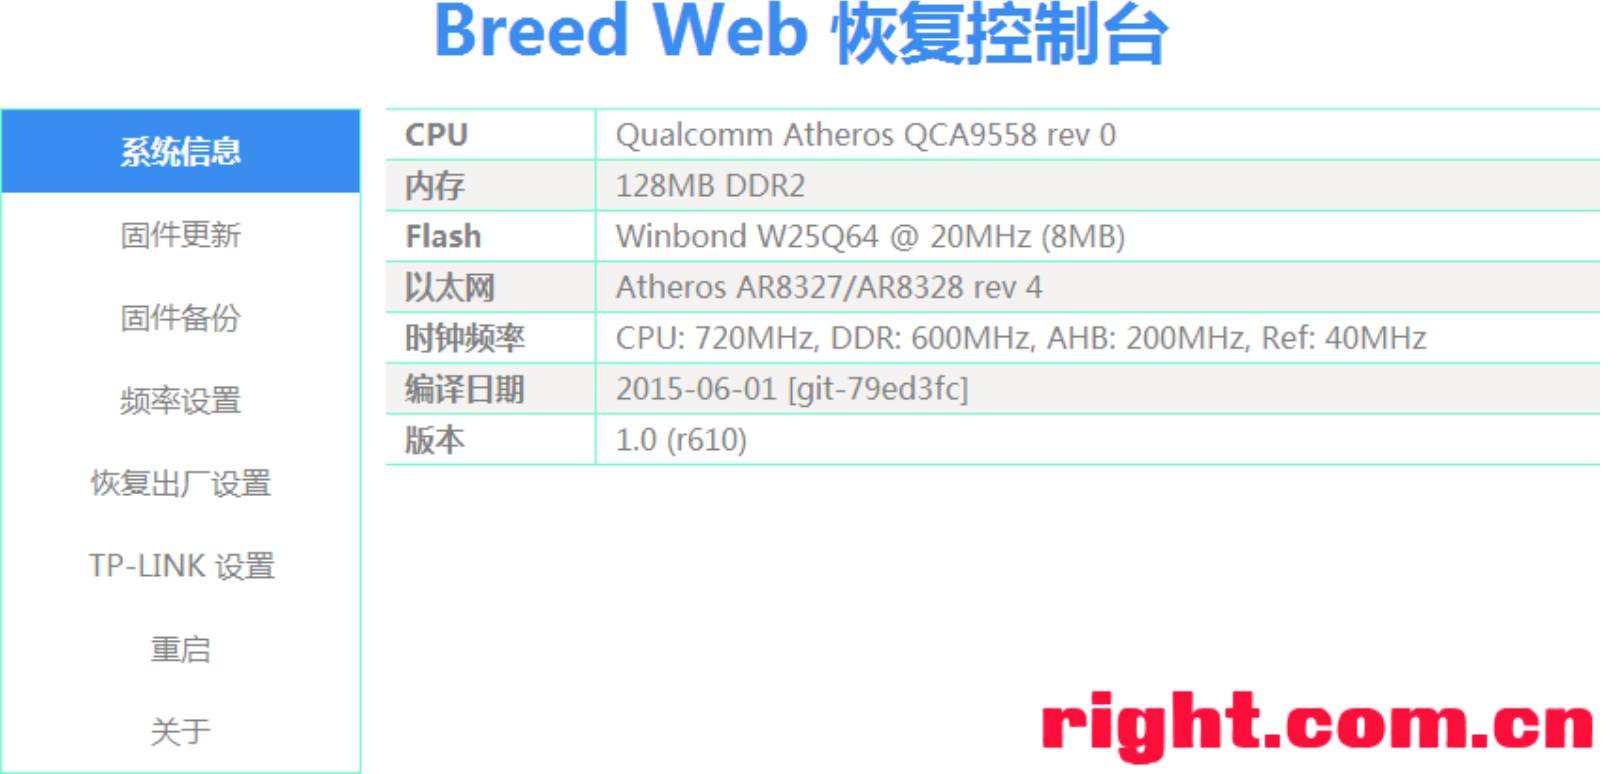 Breed Web 恢复控制台
系统信息
固件更新
固件备份
频率设置
恢复出厂设置
TP-LINK 设置
重启
关于
CPU Qualcomm Atheros QCA9558 rev 0
内存 128MB DDR2
Flash Winbond W25Q64 @ 20MHz (8MB)
以太网 Atheros AR8327/AR8328 rev 4
时钟频率 CPU: 720MHz, DDR: 600MHz, AHB: 200MHz, Ref: 40MHz
编译日期 2015-06-01 [git-79ed3fc]
版本 1.0 (r610)
right.com.cn